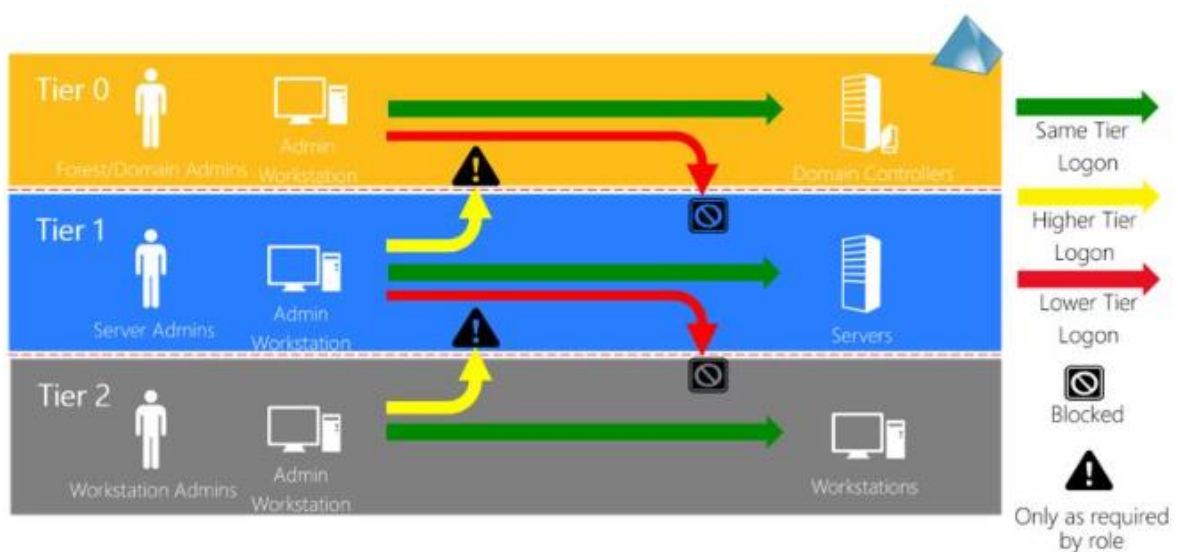 Tier 0
Forest/Domain Admins
Admin
Workstation
Domain Controllers
Tier 1
Server Admins
Admin
Workstation
Servers
Tier 2
Workstation Admins
Admin
Workstation
Workstations
Same Tier
Logon
Higher Tier
Logon
Lower Tier
Logon
Blocked
Only as required
by role